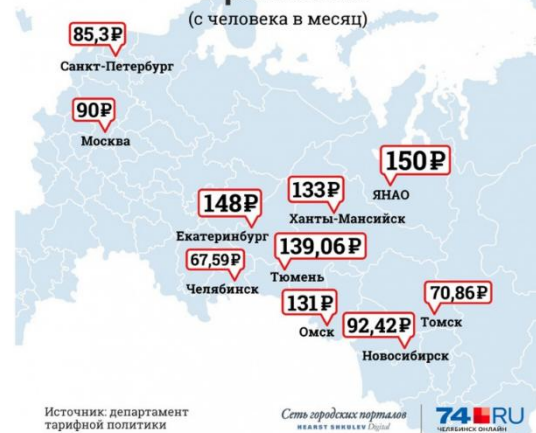 (с человека в месяц)
85,3₽
Санкт-Петербург
90₽
Москва
150₽
ЯНАО
133₽
Ханты-Мансийск
148₽
Екатеринбург
139,06₽
Тюмень
67,59₽
Челябинск
131₽
Омск
70,86₽
Томск
92,42₽
Новосибирск
Источник: департамент
тарифной политики
Сеть городских порталов
HEARST SHKULEV Digital
74 RU
ЧЕЛЯБИНСК ОНЛАЙН